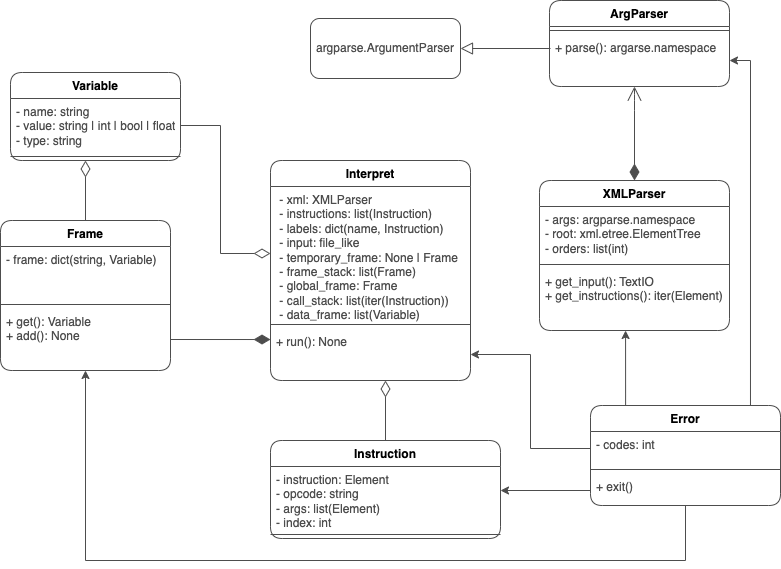 ArgParser
+ parse(): argarse.namespace
argparse.ArgumentParser
Variable
- name: string
- value: string | int | bool | float
- type: string
Interpret
- xml: XMLParser
- instructions: list(Instruction)
- labels: dict(name, Instruction)
- input: file_like
- temporary_frame: None | Frame
- frame_stack: list(Frame)
- global_frame: Frame
- call_stack: list(iter(Instruction))
- data_frame: list(Variable)
+ run(): None
XMLParser
- args: argparse.namespace
- root: xml.etree.ElementTree
- orders: list(int)
+ get_input(): TextIO
+ get_instructions(): iter(Element)
Frame
- frame: dict(string, Variable)
+ get(): Variable
+ add(): None
Error
- codes: int
+ exit()
Instruction
- instruction: Element
- opcode: string
- args: list(Element)
- index: int